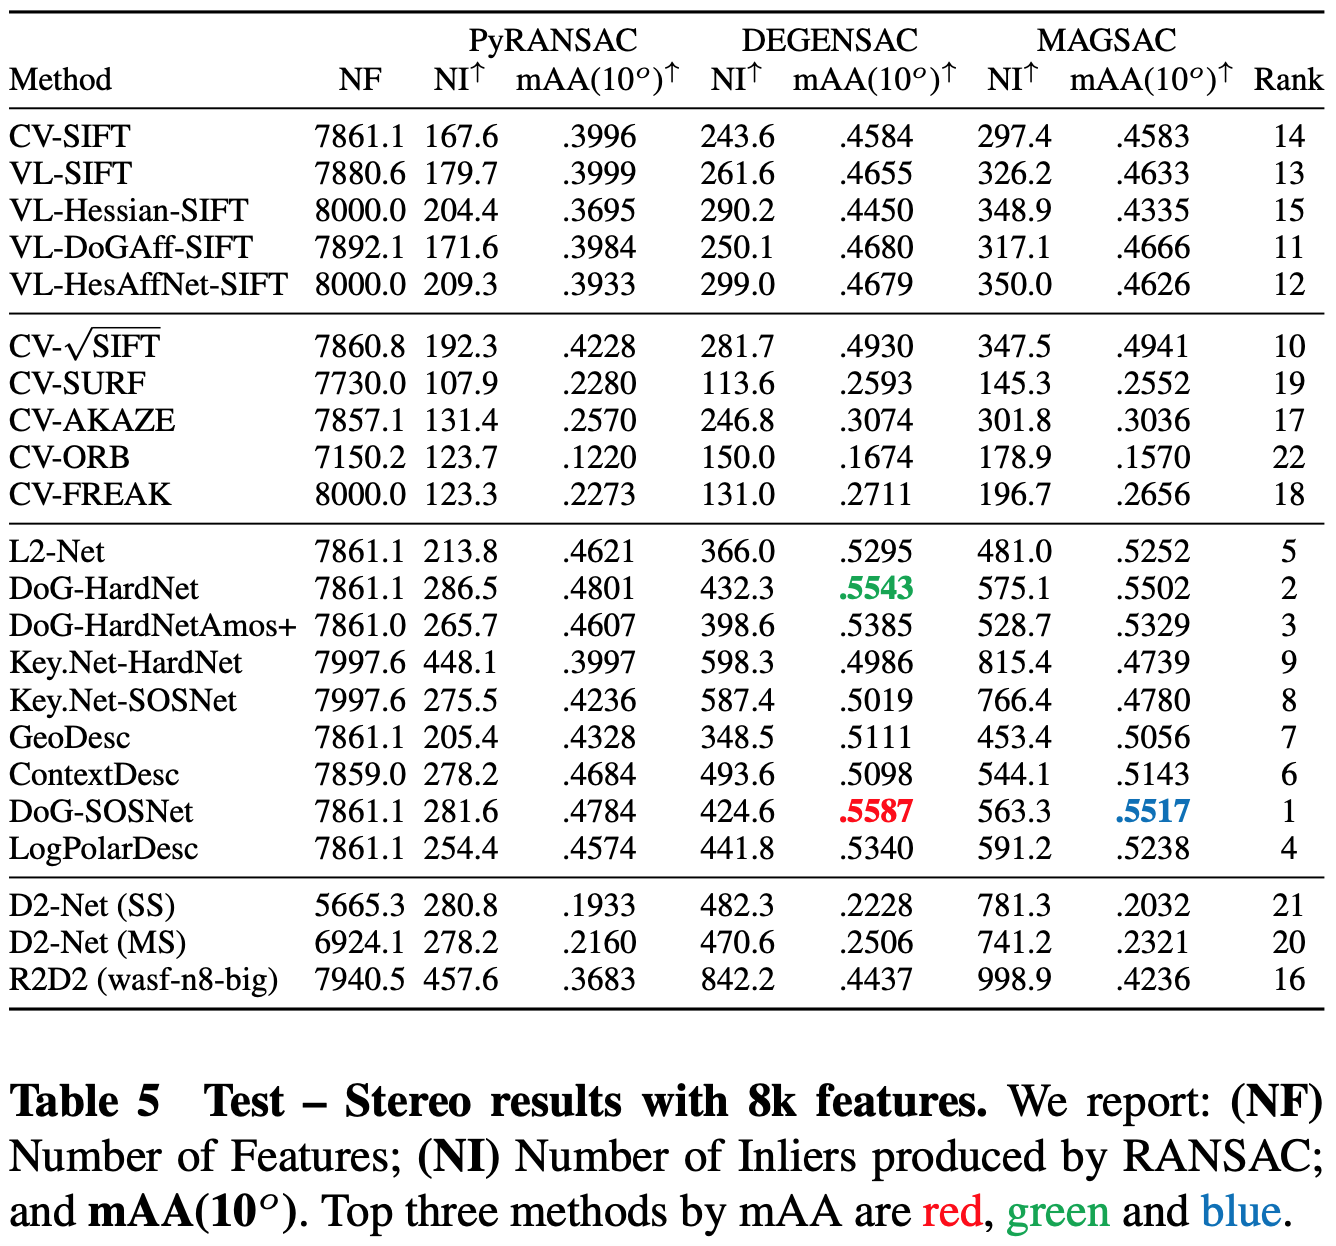 PyRANSAC DEGENSAC MAGSAC
Method NF NI↑ mAA(10ᵒ)↑ NI↑ mAA(10ᵒ)↑ NI↑ mAA(10ᵒ)↑ Rank
CV-SIFT 7861.1 167.6 .3996 243.6 .4584 297.4 .4583 14
VL-SIFT 7880.6 179.7 .3999 261.6 .4655 326.2 .4633 13
VL-Hessian-SIFT 8000.0 204.4 .3695 290.2 .4450 348.9 .4335 15
VL-DoGAff-SIFT 7892.1 171.6 .3984 250.1 .4680 317.1 .4666 11
VL-HesAffNet-SIFT 8000.0 209.3 .3933 299.0 .4679 350.0 .4626 12
CV-√SIFT 7860.8 192.3 .4228 281.7 .4930 347.5 .4941 10
CV-SURF 7730.0 107.9 .2280 113.6 .2593 145.3 .2552 19
CV-AKAZE 7857.1 131.4 .2570 246.8 .3074 301.8 .3036 17
CV-ORB 7150.2 123.7 .1220 150.0 .1674 178.9 .1570 22
CV-FREAK 8000.0 123.3 .2273 131.0 .2711 196.7 .2656 18
L2-Net 7861.1 213.8 .4621 366.0 .5295 481.0 .5252 5
DoG-HardNet 7861.1 286.5 .4801 432.3 .5543 575.1 .5502 2
DoG-HardNetAmos+ 7861.0 265.7 .4607 398.6 .5385 528.7 .5329 3
Key.Net-HardNet 7997.6 448.1 .3997 598.3 .4986 815.4 .4739 9
Key.Net-SOSNet 7997.6 275.5 .4236 587.4 .5019 766.4 .4780 8
GeoDesc 7861.1 205.4 .4328 348.5 .5111 453.4 .5056 7
ContextDesc 7859.0 278.2 .4684 493.6 .5098 544.1 .5143 6
DoG-SOSNet 7861.1 281.6 .4784 424.6 .5587 563.3 .5517 1
LogPolarDesc 7861.1 254.4 .4574 441.8 .5340 591.2 .5238 4
D2-Net (SS) 5665.3 280.8 .1933 482.3 .2228 781.3 .2032 21
D2-Net (MS) 6924.1 278.2 .2160 470.6 .2506 741.2 .2321 20
R2D2 (wasf-n8-big) 7940.5 457.6 .3683 842.2 .4437 998.9 .4236 16
Table 5 Test – Stereo results with 8k features. We report: (NF)
Number of Features; (NI) Number of Inliers produced by RANSAC;
and mAA(10ᵒ). Top three methods by mAA are red, green and blue.